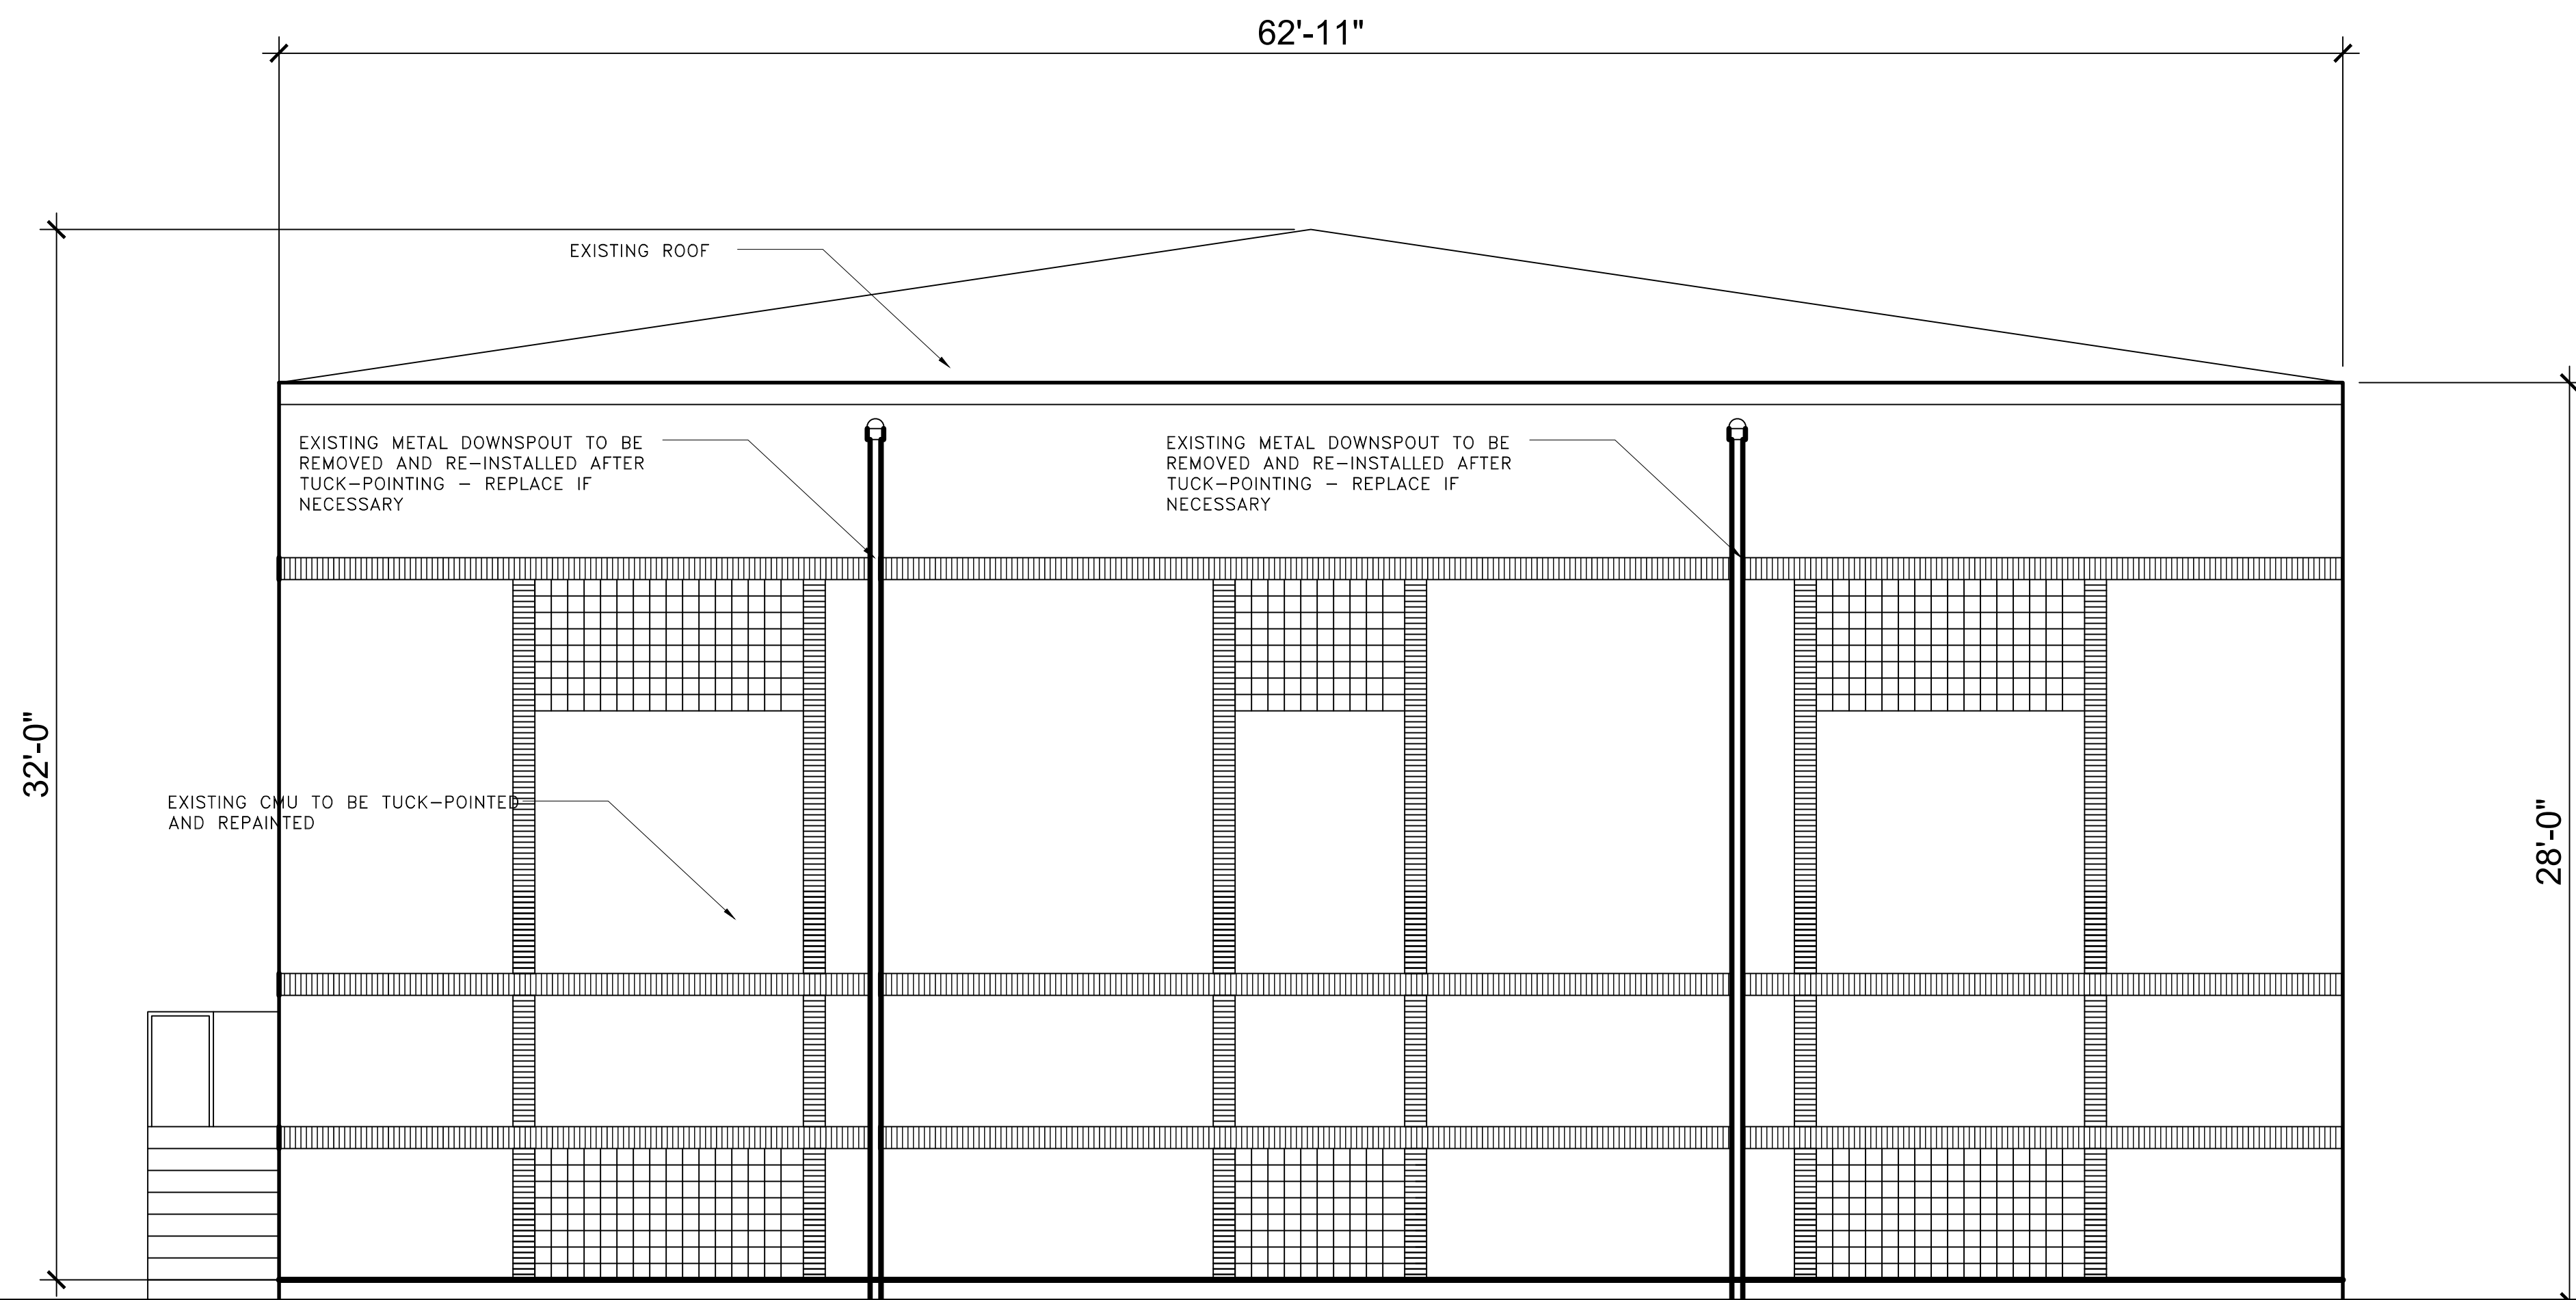 62'-11"
EXISTING ROOF
EXISTING METAL DOWNSPOUT TO BE
REMOVED AND RE-INSTALLED AFTER
TUCK-POINTING - REPLACE IF
NECESSARY
EXISTING METAL DOWNSPOUT TO BE
REMOVED AND RE-INSTALLED AFTER
TUCK-POINTING - REPLACE IF
NECESSARY
32'-0"
EXISTING CMU TO BE TUCK-POINTED
AND REPAINTED
28'-0"